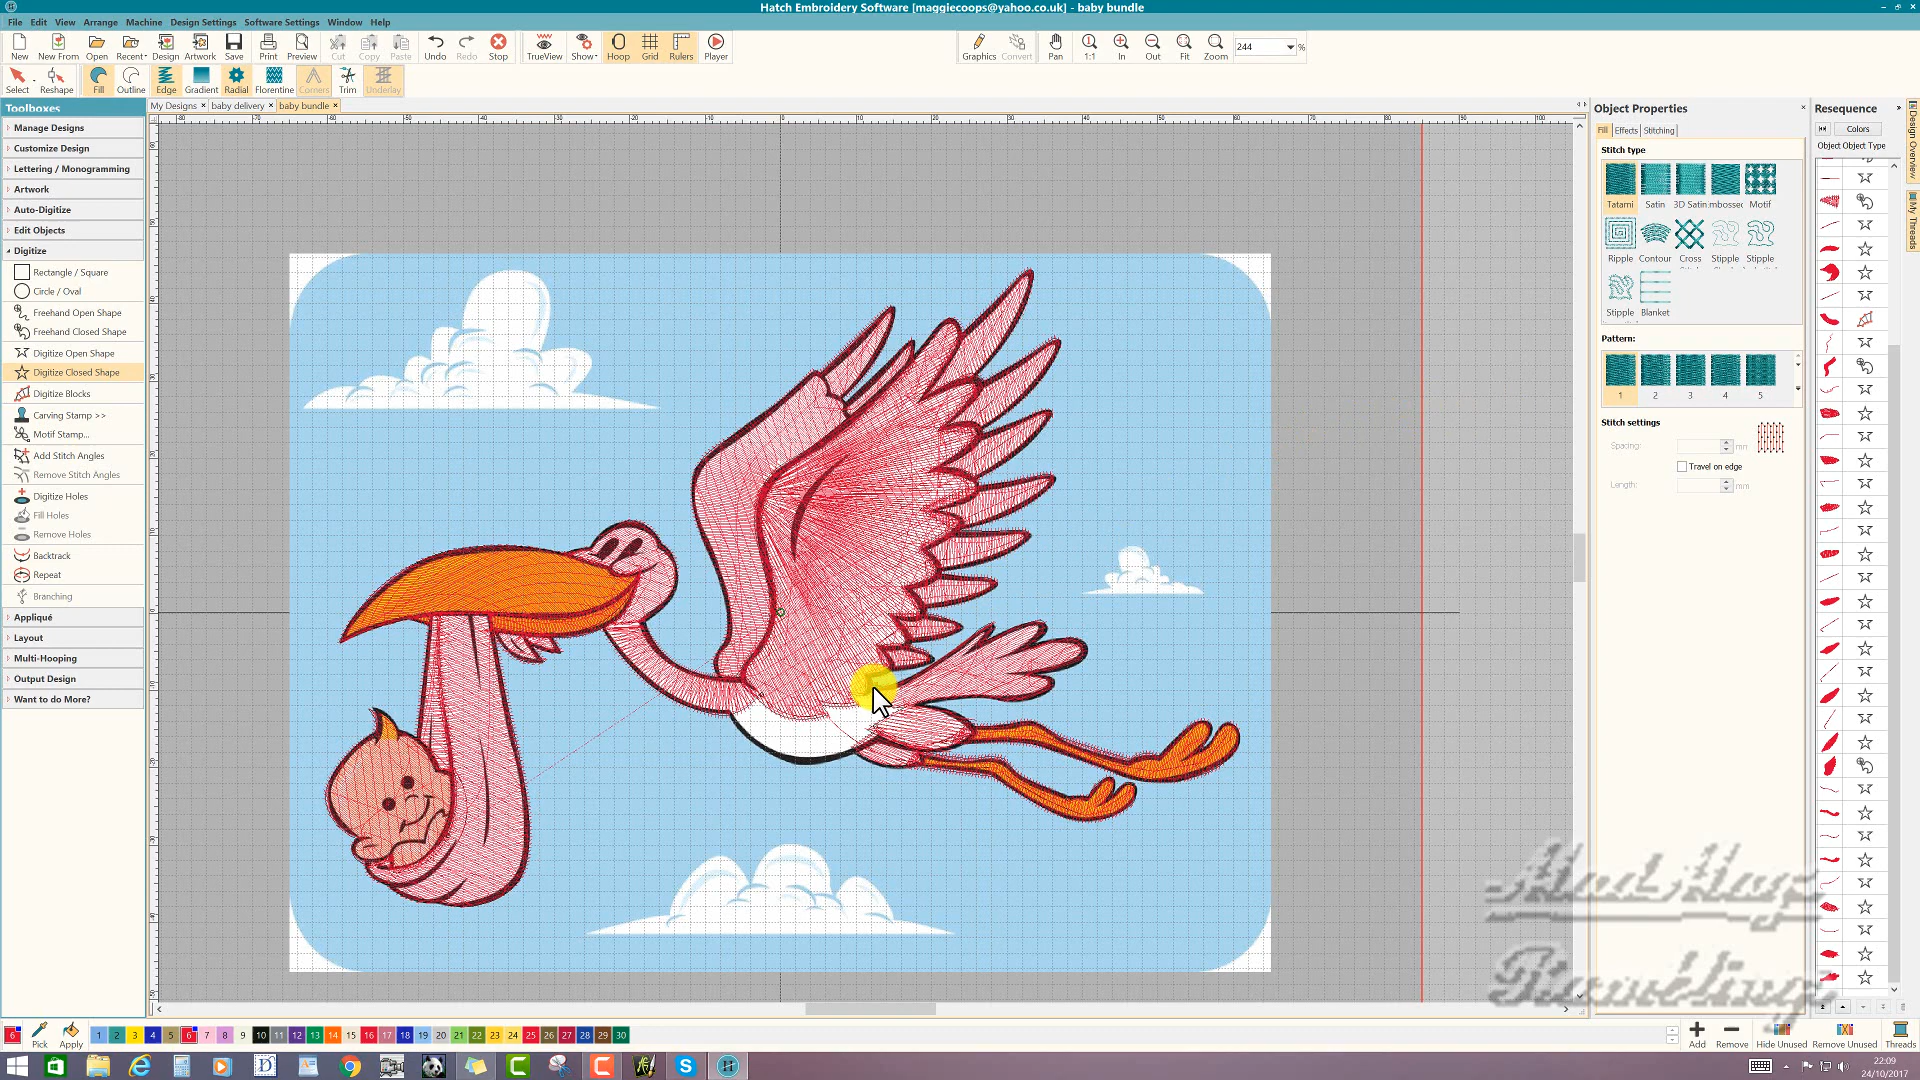 Hatch Embroidery Software [maggiecoops@yahoo.co.uk] - baby bundle
File Edit View Arrange Machine Design Settings Software Settings Window Help
New New From Open Recent Design Artwork Save Print Preview Cut Copy Paste Undo Redo Stop TrueView Show Hoop Grid Rulers Player Graphics Convert Pan 1:1 In Out Fit Zoom 244 %
Select Reshape Fill Outline Edge Gradient Radial Florentine Corners Trim Underlay
Toolboxes
My Designs baby delivery baby bundle
Manage Designs
Customize Design
Lettering / Monogramming
Artwork
Auto-Digitize
Edit Objects
Digitize
Rectangle / Square
Circle / Oval
Freehand Open Shape
Freehand Closed Shape
Digitize Open Shape
Digitize Closed Shape
Digitize Blocks
Carving Stamp >>
Motif Stamp...
Add Stitch Angles
Remove Stitch Angles
Digitize Holes
Fill Holes
Remove Holes
Backtrack
Repeat
Branching
Appliqué
Layout
Multi-Hooping
Output Design
Want to do More?
Object Properties
Fill Effects Stitching
Stitch type
Tatami Satin 3D Satin mbossed Motif
Ripple Contour Cross Stipple Stipple
Stipple Blanket
Pattern:
1 2 3 4 5
Stitch settings
Spacing: mm
Travel on edge
Length: mm
Resequence
Colors
Object Object Type
Design Overview
My Threads
Mad Mags
Rambling
6 Pick Apply 1 2 3 4 5 6 7 8 9 10 11 12 13 14 15 16 17 18 19 20 21 22 23 24 25 26 27 28 29 30
Add Remove Hide Unused Remove Unused Threads
22:09
24/10/2017